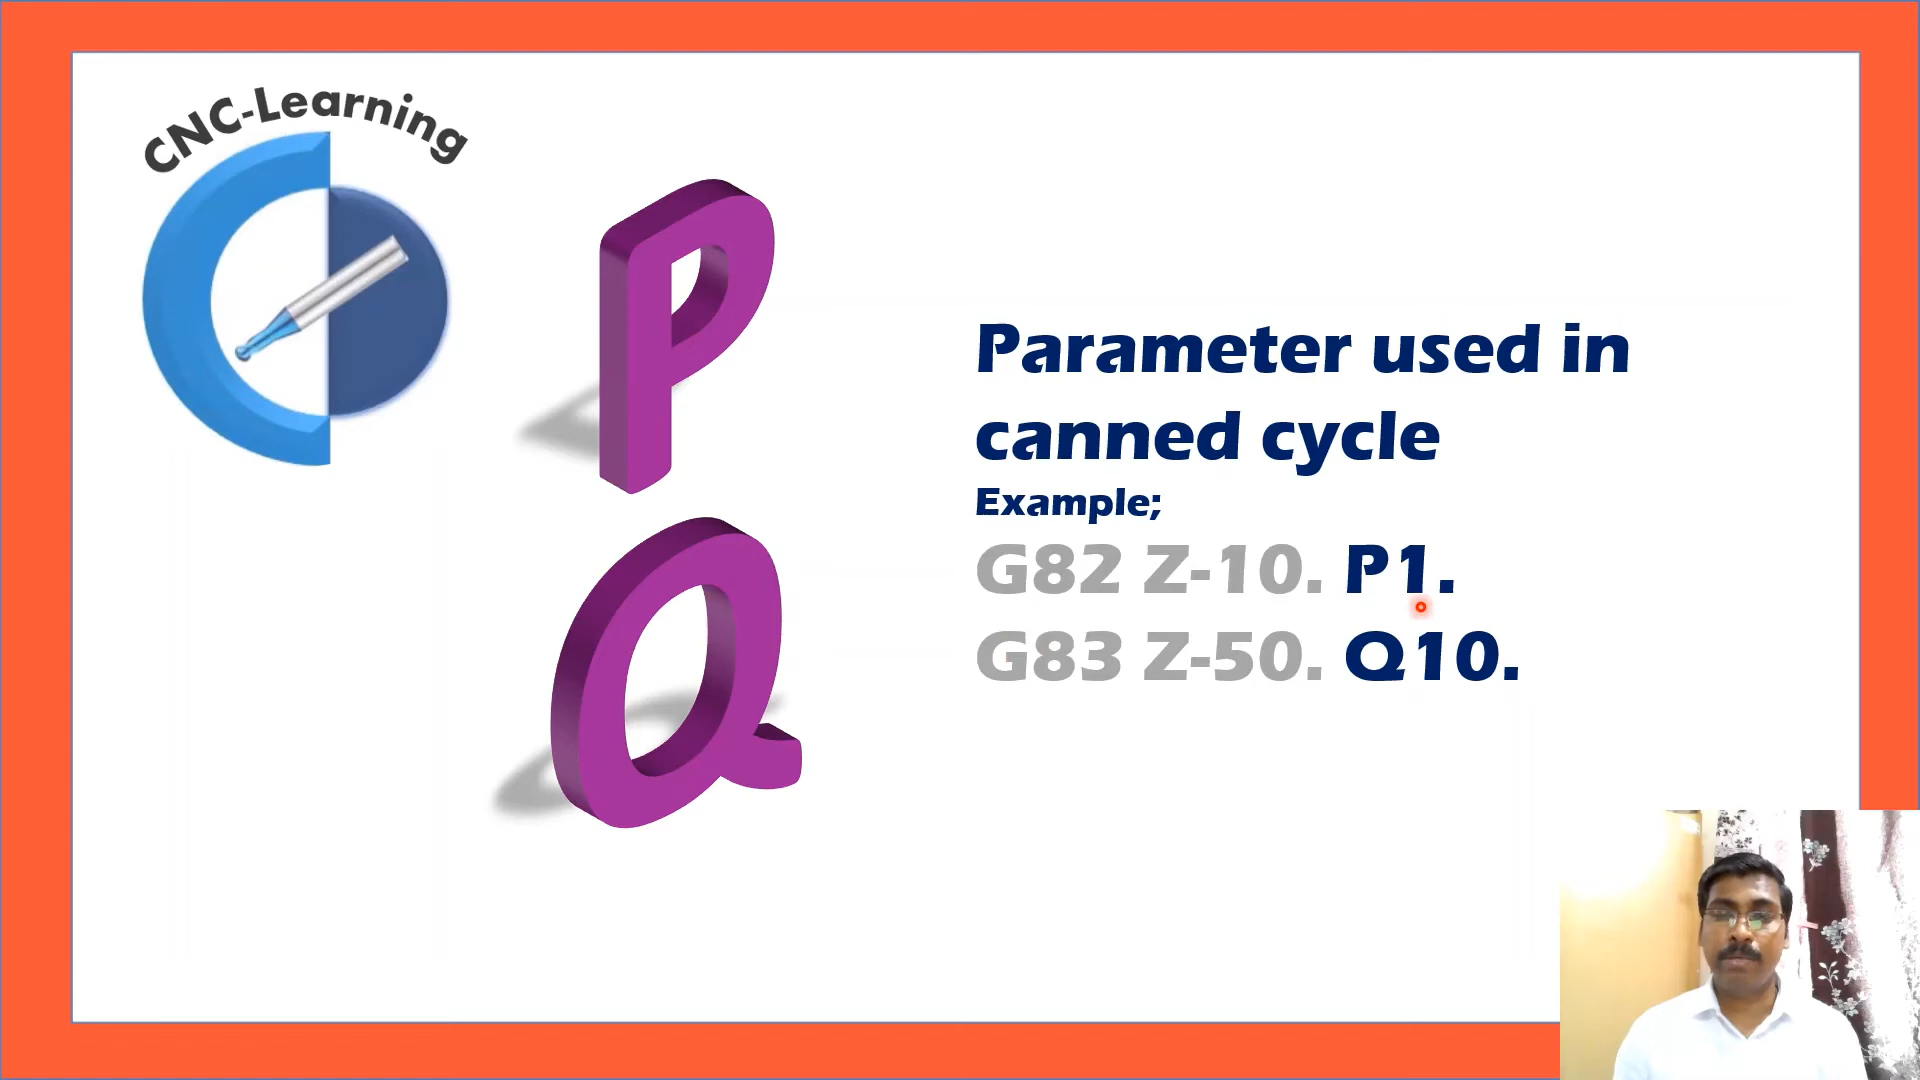 CNC-Learning
P
Q
Parameter used in
canned cycle
Example;
G82 Z-10. P1.
G83 Z-50. Q10.